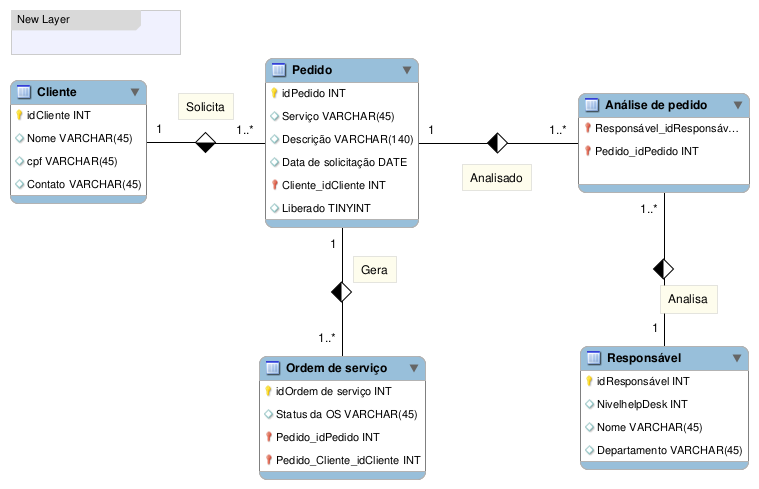 New Layer
Cliente
idCliente INT
Nome VARCHAR(45)
cpf VARCHAR(45)
Contato VARCHAR(45)
1
Solicita
1..*
Pedido
idPedido INT
Serviço VARCHAR(45)
Descrição VARCHAR(140)
Data de solicitação DATE
Cliente_idCliente INT
Liberado TINYINT
1
Analisado
1..*
Análise de pedido
Responsável_idResponsáv...
Pedido_idPedido INT
1
Gera
1..*
1..*
Analisa
1
Ordem de serviço
idOrdem de serviço INT
Status da OS VARCHAR(45)
Pedido_idPedido INT
Pedido_Cliente_idCliente INT
Responsável
idResponsável INT
NivelhelpDesk INT
Nome VARCHAR(45)
Departamento VARCHAR(45)